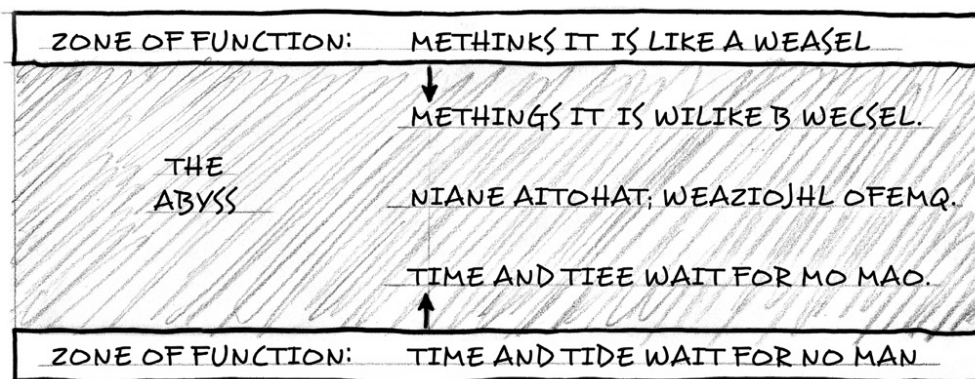 ZONE OF FUNCTION: METHINKS IT IS LIKE A WEASEL
METHINGS IT IS WILIKE B WECSEL.
THE
ABYSS
NIANE AITOHAT; WEAZIOJHL OFEMQ.
TIME AND TIEE WAIT FOR MO MAO.
ZONE OF FUNCTION: TIME AND TIDE WAIT FOR NO MAN